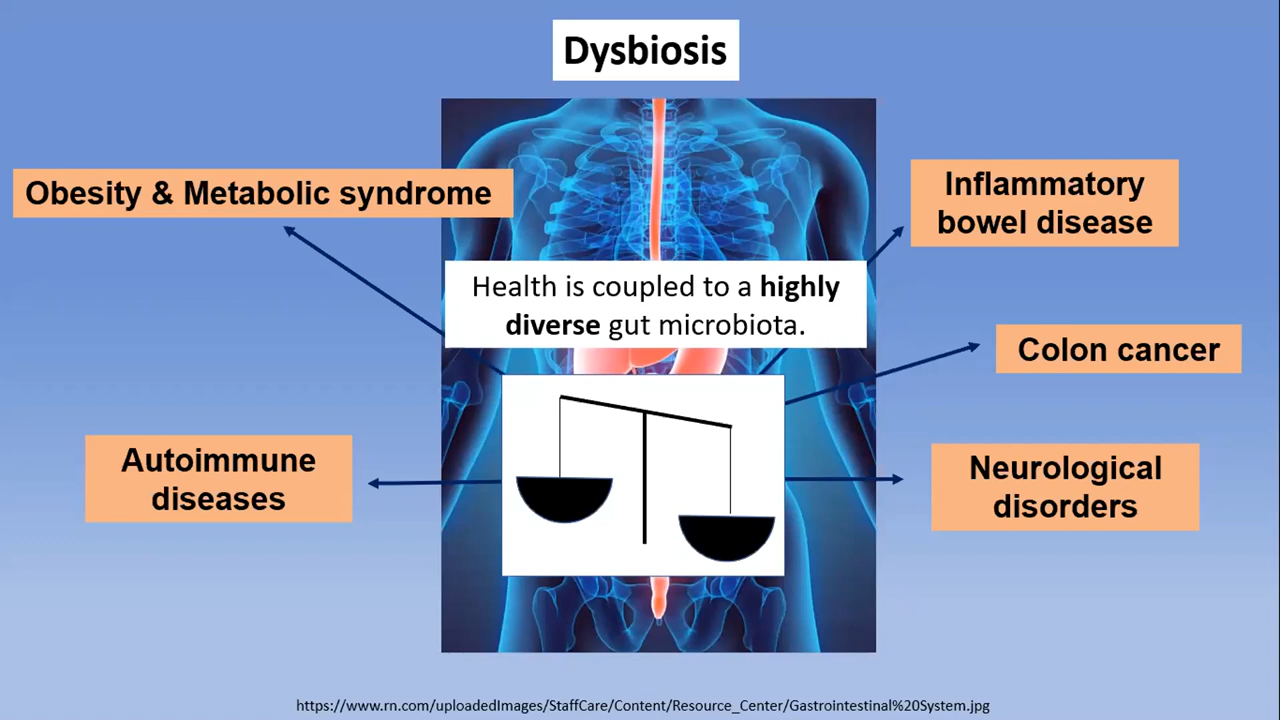 Dysbiosis
Obesity & Metabolic syndrome
Inflammatory
bowel disease
Health is coupled to a highly
diverse gut microbiota.
Colon cancer
Autoimmune
diseases
Neurological
disorders
https://www.rn.com/uploadedImages/StaffCare/Content/Resource_Center/Gastrointestinal%20System.jpg